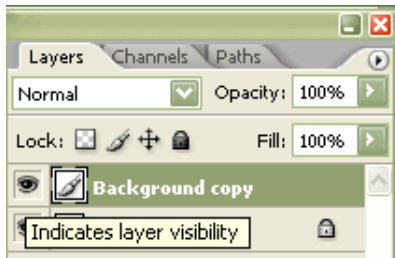 Layers Channels Paths
Normal Opacity: 100%
Lock: Fill: 100%
Background copy
Indicates layer visibility